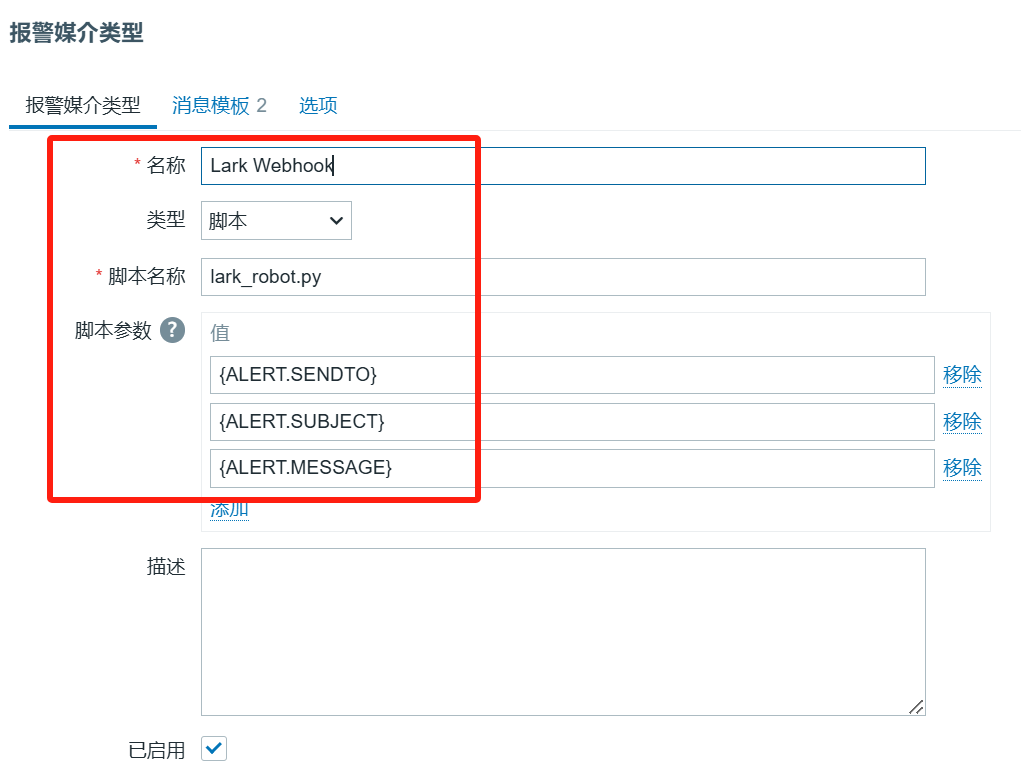 报警媒介类型
报警媒介类型 消息模板 2 选项
* 名称 Lark Webhook
类型 脚本
* 脚本名称 lark_robot.py
脚本参数 ? 值
{ALERT.SENDTO} 移除
{ALERT.SUBJECT} 移除
{ALERT.MESSAGE} 移除
添加
描述
已启用